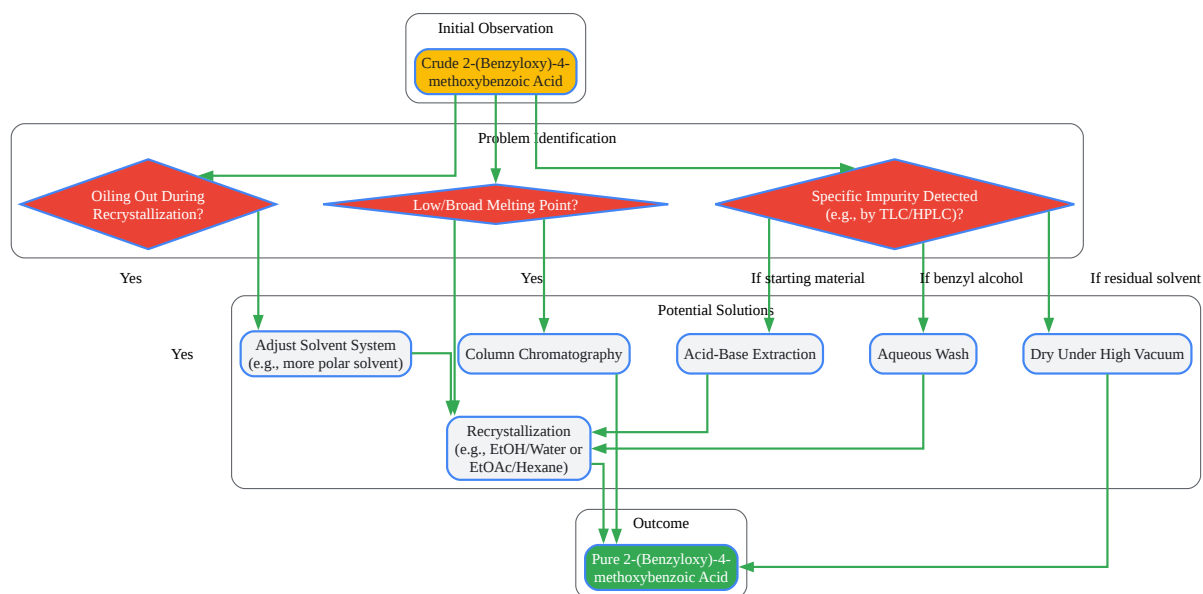 Initial Observation
Crude 2-(Benzyloxy)-4-
methoxybenzoic Acid
Problem Identification
Oiling Out During
Recrystallization?
Low/Broad Melting Point?
Specific Impurity Detected
(e.g., by TLC/HPLC)?
Yes
Yes
If starting material
If benzyl alcohol
If residual solvent
Potential Solutions
Yes
Adjust Solvent System
(e.g., more polar solvent)
Column Chromatography
Acid-Base Extraction
Aqueous Wash
Dry Under High Vacuum
Recrystallization
(e.g., EtOH/Water or
EtOAc/Hexane)
Outcome
Pure 2-(Benzyloxy)-4-
methoxybenzoic Acid